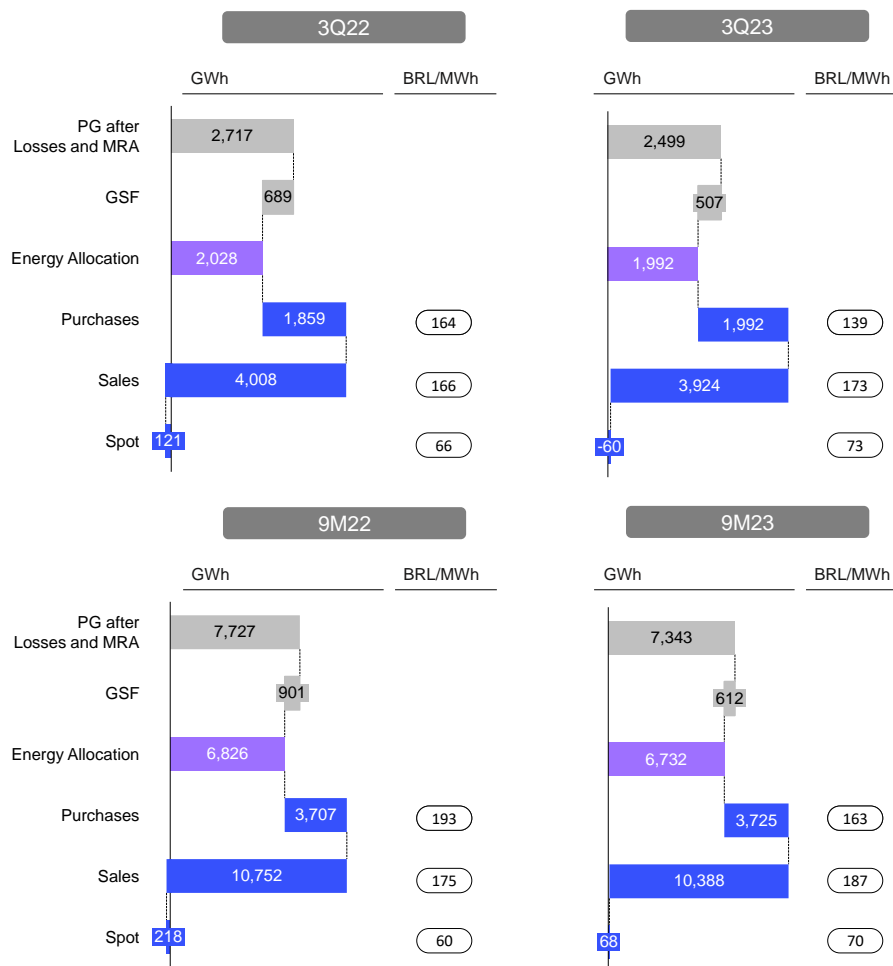 3Q22
3Q23
GWh
BRL/MWh
GWh
BRL/MWh
PG after
Losses and MRA
2,717
2,499
GSF
689
507
Energy Allocation
2,028
1,992
Purchases
1,859
164
1,992
139
Sales
4,008
166
3,924
173
Spot
121
66
-60
73
9M22
9M23
GWh
BRL/MWh
GWh
BRL/MWh
PG after
Losses and MRA
7,727
7,343
GSF
901
612
Energy Allocation
6,826
6,732
Purchases
3,707
193
3,725
163
Sales
10,752
175
10,388
187
Spot
218
60
68
70